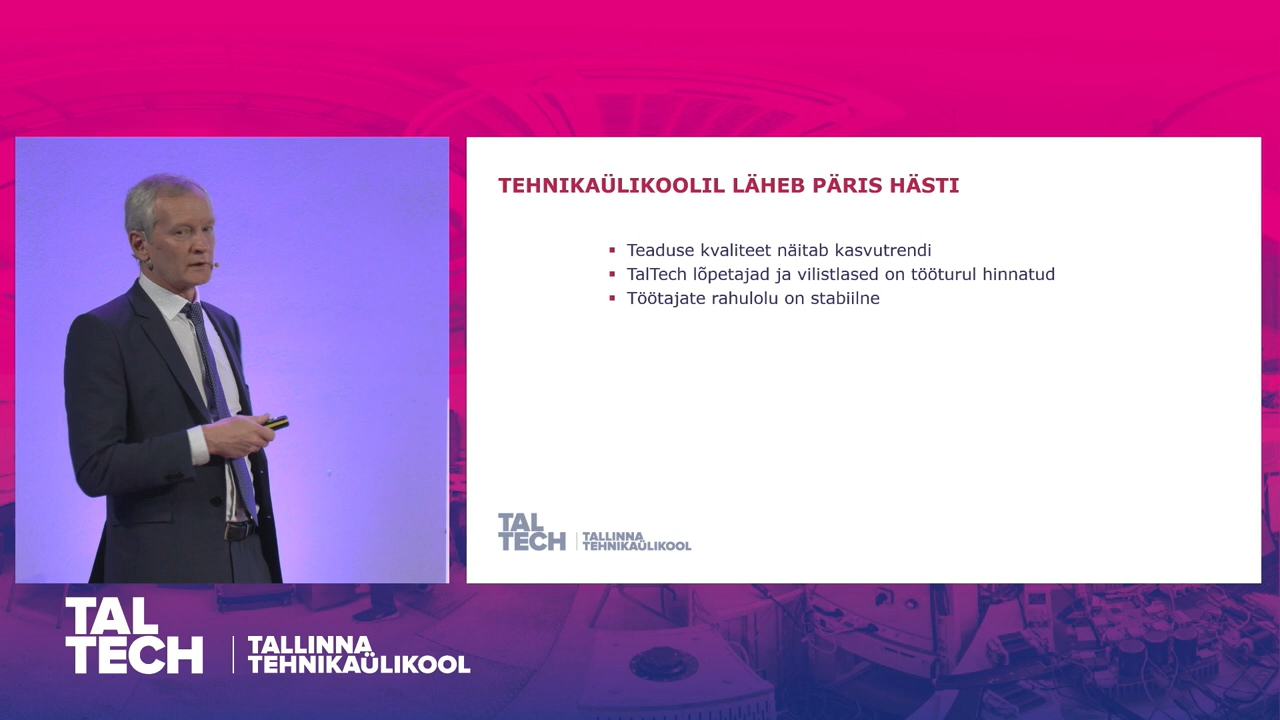 TEHNIKAÜLIKOOLIL LÄHEB PÄRIS HÄSTI
▪ Teaduse kvaliteet näitab kasvutrendi
▪ TalTech lõpetajad ja vilistlased on tööturul hinnatud
▪ Töötajate rahulolu on stabiilne
TAL
TECH
TALLINNA
TEHNIKAÜLIKOOL
TAL
TECH
TALLINNA
TEHNIKAÜLIKOOL